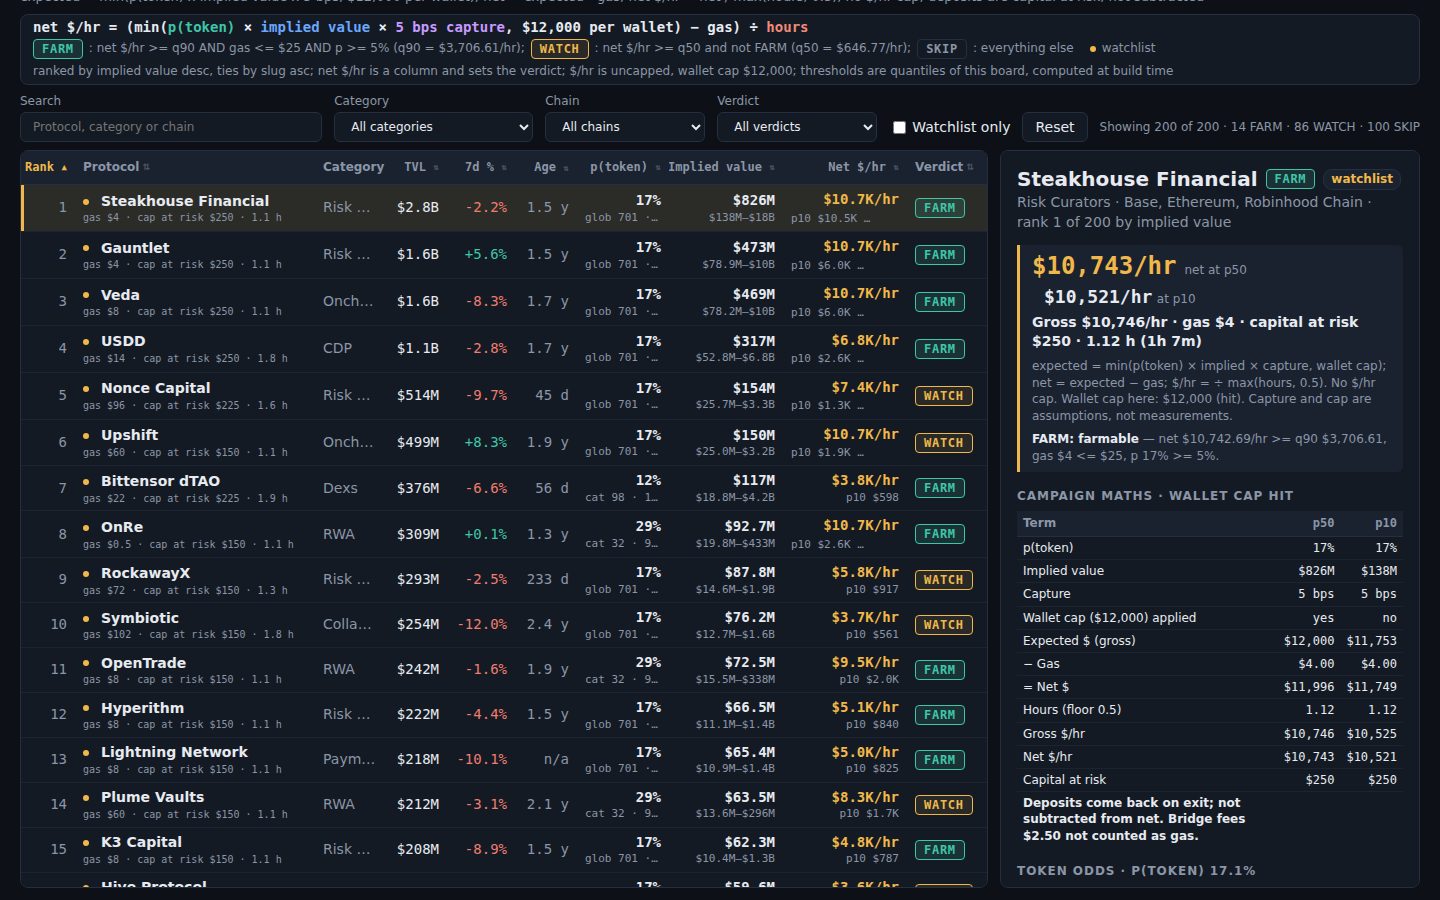 net $/hr = (min(p(token) × implied value × 5 bps capture, $12,000 per wallet) − gas) ÷ hours
FARM : net $/hr >= q90 AND gas <= $25 AND p >= 5% (q90 = $3,706.61/hr); WATCH : net $/hr >= q50 and not FARM (q50 = $646.77/hr); SKIP : everything else ● watchlist
ranked by implied value desc, ties by slug asc; net $/hr is a column and sets the verdict; $/hr is uncapped, wallet cap $12,000; thresholds are quantiles of this board, computed at build time
Search Category Chain Verdict
Protocol, category or chain All categories All chains All verdicts Watchlist only Reset Showing 200 of 200 · 14 FARM · 86 WATCH · 100 SKIP
Rank ▲ Protocol ⇅ Category TVL ⇅ 7d % ⇅ Age ⇅ p(token) ⇅ Implied value ⇅ Net $/hr ⇅ Verdict ⇅
1 Steakhouse Financial Risk … $2.8B -2.2% 1.5 y 17% $826M $10.7K/hr FARM
gas $4 · cap at risk $250 · 1.1 h glob 701 ·… $138M–$18B p10 $10.5K …
2 Gauntlet Risk … $1.6B +5.6% 1.5 y 17% $473M $10.7K/hr FARM
gas $4 · cap at risk $250 · 1.1 h glob 701 ·… $78.9M–$10B p10 $6.0K …
3 Veda Onch… $1.6B -8.3% 1.7 y 17% $469M $10.7K/hr FARM
gas $8 · cap at risk $250 · 1.1 h glob 701 ·… $78.2M–$10B p10 $6.0K …
4 USDD CDP $1.1B -2.8% 1.7 y 17% $317M $6.8K/hr FARM
gas $14 · cap at risk $250 · 1.8 h glob 701 ·… $52.8M–$6.8B p10 $2.6K …
5 Nonce Capital Risk … $514M -9.7% 45 d 17% $154M $7.4K/hr WATCH
gas $96 · cap at risk $225 · 1.6 h glob 701 ·… $25.7M–$3.3B p10 $1.3K …
6 Upshift Onch… $499M +8.3% 1.9 y 17% $150M $10.7K/hr WATCH
gas $60 · cap at risk $150 · 1.1 h glob 701 ·… $25.0M–$3.2B p10 $1.9K …
7 Bittensor dTAO Dexs $376M -6.6% 56 d 12% $117M $3.8K/hr FARM
gas $22 · cap at risk $225 · 1.9 h cat 98 · 1… $18.8M–$4.2B p10 $598
8 OnRe RWA $309M +0.1% 1.3 y 29% $92.7M $10.7K/hr FARM
gas $0.5 · cap at risk $150 · 1.1 h cat 32 · 9… $19.8M–$433M p10 $2.6K …
9 RockawayX Risk … $293M -2.5% 233 d 17% $87.8M $5.8K/hr WATCH
gas $72 · cap at risk $150 · 1.3 h glob 701 ·… $14.6M–$1.9B p10 $917
10 Symbiotic Colla… $254M -12.0% 2.4 y 17% $76.2M $3.7K/hr WATCH
gas $102 · cap at risk $150 · 1.8 h glob 701 ·… $12.7M–$1.6B p10 $561
11 OpenTrade RWA $242M -1.6% 1.9 y 29% $72.5M $9.5K/hr FARM
gas $8 · cap at risk $150 · 1.1 h cat 32 · 9… $15.5M–$338M p10 $2.0K
12 Hyperithm Risk … $222M -4.4% 1.5 y 17% $66.5M $5.1K/hr FARM
gas $8 · cap at risk $150 · 1.1 h glob 701 ·… $11.1M–$1.4B p10 $840
13 Lightning Network Paym… $218M -10.1% n/a 17% $65.4M $5.0K/hr FARM
gas $8 · cap at risk $150 · 1.1 h glob 701 ·… $10.9M–$1.4B p10 $825
14 Plume Vaults RWA $212M -3.1% 2.1 y 29% $63.5M $8.3K/hr WATCH
gas $60 · cap at risk $150 · 1.1 h cat 32 · 9… $13.6M–$296M p10 $1.7K
15 K3 Capital Risk … $208M -8.9% 1.5 y 17% $62.3M $4.8K/hr FARM
gas $8 · cap at risk $150 · 1.1 h glob 701 ·… $10.4M–$1.3B p10 $787
Hive Protocol 17% $59.6M $3.6K/hr
Steakhouse Financial FARM watchlist
Risk Curators · Base, Ethereum, Robinhood Chain ·
rank 1 of 200 by implied value
$10,743/hr net at p50
$10,521/hr at p10
Gross $10,746/hr · gas $4 · capital at risk
$250 · 1.12 h (1h 7m)
expected = min(p(token) × implied × capture, wallet cap);
net = expected − gas; $/hr = ÷ max(hours, 0.5). No $/hr
cap. Wallet cap here: $12,000 (hit). Capture and cap are
assumptions, not measurements.
FARM: farmable — net $10,742.69/hr >= q90 $3,706.61,
gas $4 <= $25, p 17% >= 5%.
CAMPAIGN MATHS · WALLET CAP HIT
Term p50 p10
p(token) 17% 17%
Implied value $826M $138M
Capture 5 bps 5 bps
Wallet cap ($12,000) applied yes no
Expected $ (gross) $12,000 $11,753
− Gas $4.00 $4.00
= Net $ $11,996 $11,749
Hours (floor 0.5) 1.12 1.12
Gross $/hr $10,746 $10,525
Net $/hr $10,743 $10,521
Capital at risk $250 $250
Deposits come back on exit; not
subtracted from net. Bridge fees
$2.50 not counted as gas.
TOKEN ODDS · P(TOKEN) 17.1%